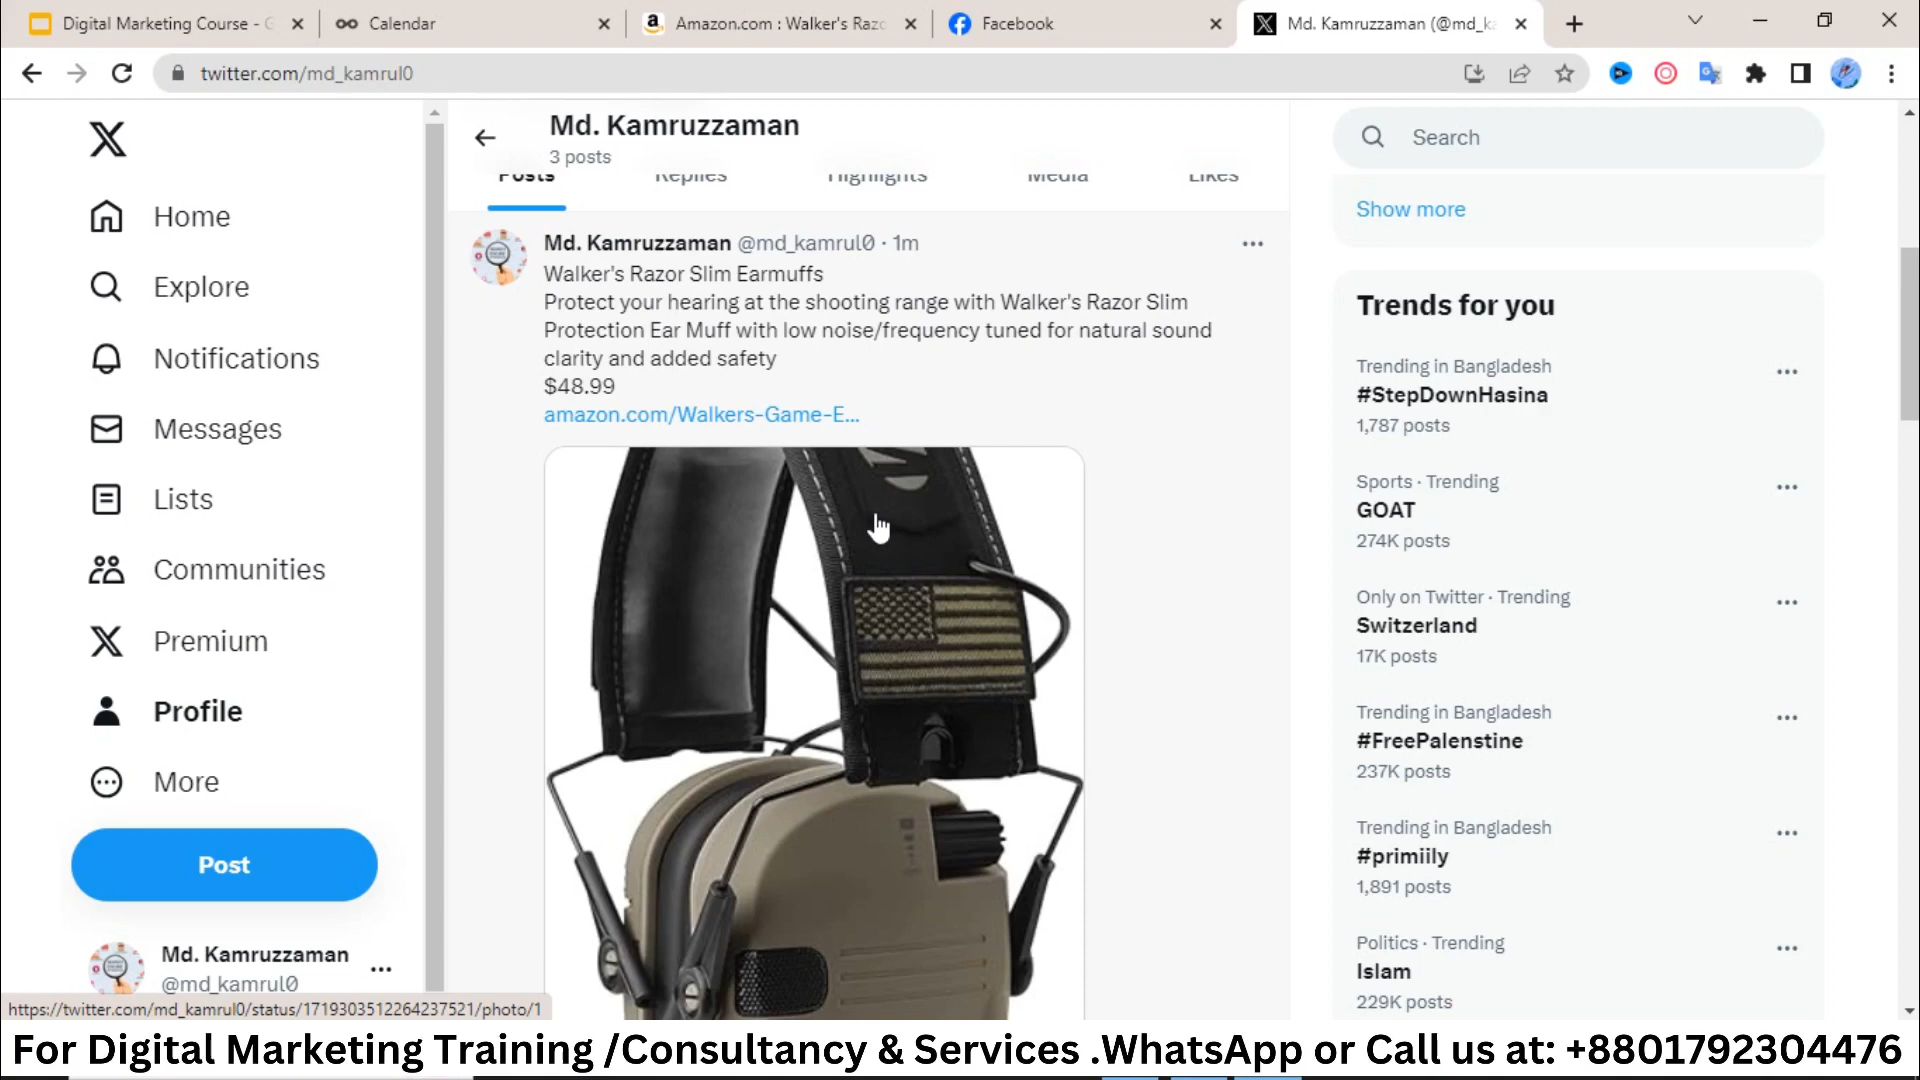 Digital Marketing Course - G
Calendar
Amazon.com : Walker's Razo
Facebook
Md. Kamruzzaman (@md_ka
twitter.com/md_kamrul0
Md. Kamruzzaman
3 posts
Posts Replies Highlights Media Likes
Home
Explore
Notifications
Messages
Lists
Communities
Premium
Profile
More
Post
Md. Kamruzzaman
@md_kamrul0
Md. Kamruzzaman @md_kamrul0 · 1m
Walker's Razor Slim Earmuffs
Protect your hearing at the shooting range with Walker's Razor Slim
Protection Ear Muff with low noise/frequency tuned for natural sound
clarity and added safety
$48.99
amazon.com/Walkers-Game-E...
Search
Show more
Trends for you
Trending in Bangladesh
#StepDownHasina
1,787 posts
Sports · Trending
GOAT
274K posts
Only on Twitter · Trending
Switzerland
17K posts
Trending in Bangladesh
#FreePalenstine
237K posts
Trending in Bangladesh
#primiily
1,891 posts
Politics · Trending
Islam
229K posts
https://twitter.com/md_kamrul0/status/1719303512264237521/photo/1
For Digital Marketing Training /Consultancy & Services .WhatsApp or Call us at: +8801792304476